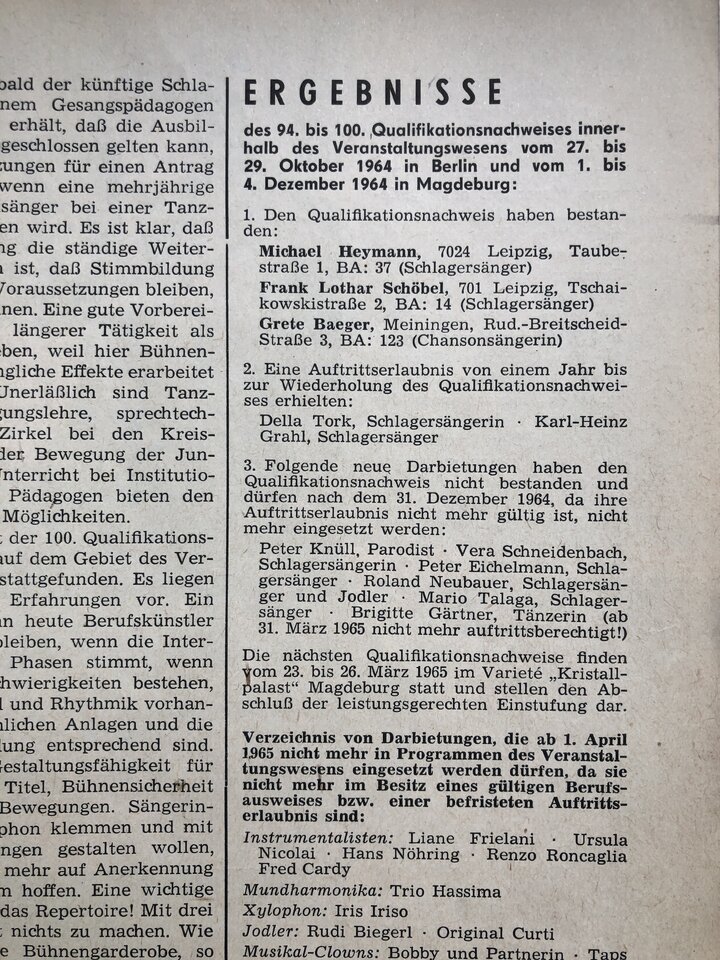 bald der künftige Schla-
nem Gesangspädagogen
erhält, daß die Ausbil-
geschlossen gelten kann,
zungen für einen Antrag
wenn eine mehrjährige
sänger bei einer Tanz-
en wird. Es ist klar, daß
ng die ständige Weiter-
ist, daß Stimmbildung
Voraussetzungen bleiben,
nen. Eine gute Vorberei-
längerer Tätigkeit als
eben, weil hier Bühnen-
ngliche Effekte erarbeitet
Unerläßlich sind Tanz-
gungslehre, sprechtech-
Zirkel bei den Kreis-
der Bewegung der Jun-
Unterricht bei Institutio-
Pädagogen bieten den
Möglichkeiten.
t der 100. Qualifikations-
auf dem Gebiet des Ver-
stattgefunden. Es liegen
Erfahrungen vor. Ein
an heute Berufskünstler
bleiben, wenn die Inter-
Phasen stimmt, wenn
chwierigkeiten bestehen,
l und Rhythmik vorhan-
nlichen Anlagen und die
dung entsprechend sind.
Gestaltungsfähigkeit für
Titel, Bühnensicherheit
Bewegungen. Sängerin-
phon klemmen und mit
ngen gestalten wollen,
mehr auf Anerkennung
m hoffen. Eine wichtige
das Repertoire! Mit drei
t nichts zu machen. Wie
e Bühnengarderobe, so
ERGEBNISSE
des 94. bis 100. Qualifikationsnachweises inner-
halb des Veranstaltungswesens vom 27. bis
29. Oktober 1964 in Berlin und vom 1. bis
4. Dezember 1964 in Magdeburg:
1. Den Qualifikationsnachweis haben bestan-
den:
Michael Heymann, 7024 Leipzig, Taube-
straße 1, BA: 37 (Schlagersänger)
Frank Lothar Schöbel, 701 Leipzig, Tschai-
kowskistraße 2, BA: 14 (Schlagersänger)
Grete Baeger, Meiningen, Rud.-Breitscheid-
Straße 3, BA: 123 (Chansonsängerin)
2. Eine Auftrittserlaubnis von einem Jahr bis
zur Wiederholung des Qualifikationsnachwei-
ses erhielten:
Della Tork, Schlagersängerin · Karl-Heinz
Grahl, Schlagersänger
3. Folgende neue Darbietungen haben den
Qualifikationsnachweis nicht bestanden und
dürfen nach dem 31. Dezember 1964, da ihre
Auftrittserlaubnis nicht mehr gültig ist, nicht
mehr eingesetzt werden:
Peter Knüll, Parodist · Vera Schneidenbach,
Schlagersängerin · Peter Eichelmann, Schla-
gersänger · Roland Neubauer, Schlagersän-
ger und Jodler · Mario Talaga, Schlager-
sänger · Brigitte Gärtner, Tänzerin (ab
31. März 1965 nicht mehr auftrittsberechtigt!)
Die nächsten Qualifikationsnachweise finden
vom 23. bis 26. März 1965 im Varieté „Kristall-
palast“ Magdeburg statt und stellen den Ab-
schluß der leistungsgerechten Einstufung dar.
Verzeichnis von Darbietungen, die ab 1. April
1965 nicht mehr in Programmen des Veranstal-
tungswesens eingesetzt werden dürfen, da sie
nicht mehr im Besitz eines gültigen Berufs-
ausweises bzw. einer befristeten Auftritts-
erlaubnis sind:
Instrumentalisten: Liane Frielani · Ursula
Nicolai · Hans Nöhring · Renzo Roncaglia
Fred Cardy
Mundharmonika: Trio Hassima
Xylophon: Iris Iriso
Jodler: Rudi Biegerl · Original Curti
Musikal-Clowns: Bobby und Partnerin · Taps